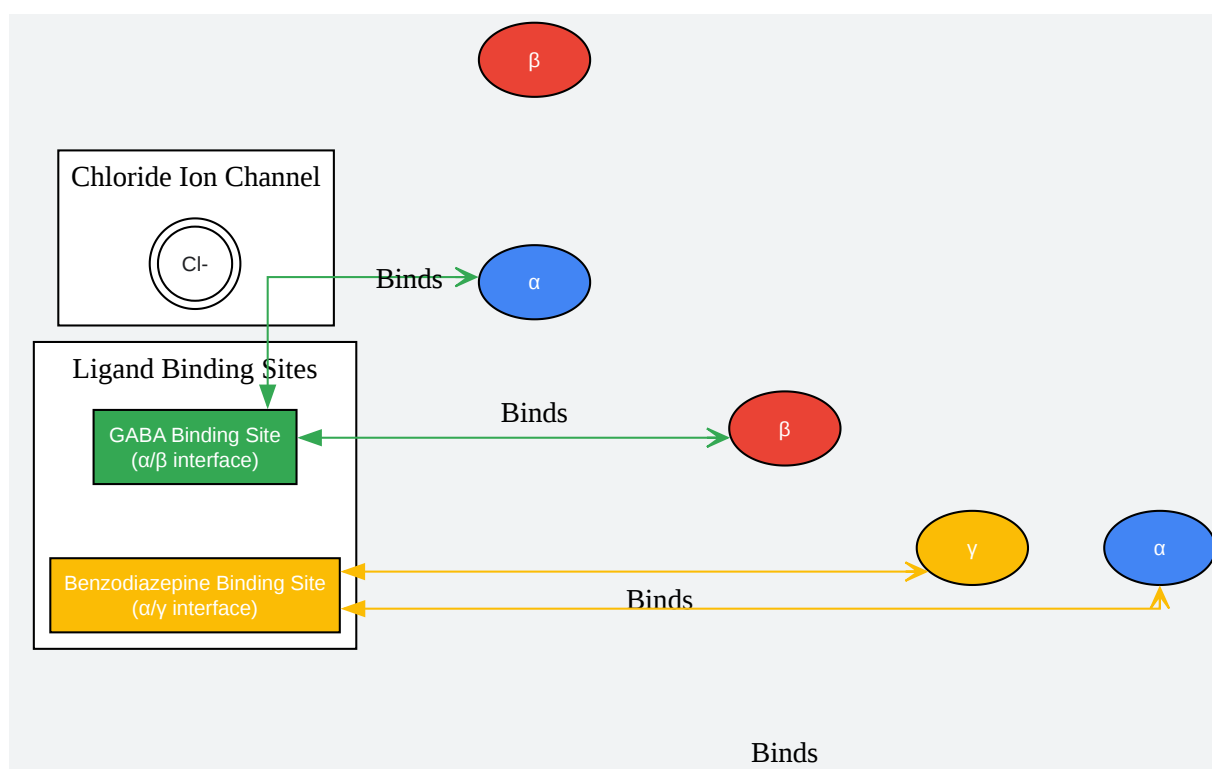 β
Chloride Ion Channel
Cl-
Binds
α
Ligand Binding Sites
GABA Binding Site
(α/β interface)
Binds
β
γ
α
Benzodiazepine Binding Site
(α/γ interface)
Binds
Binds